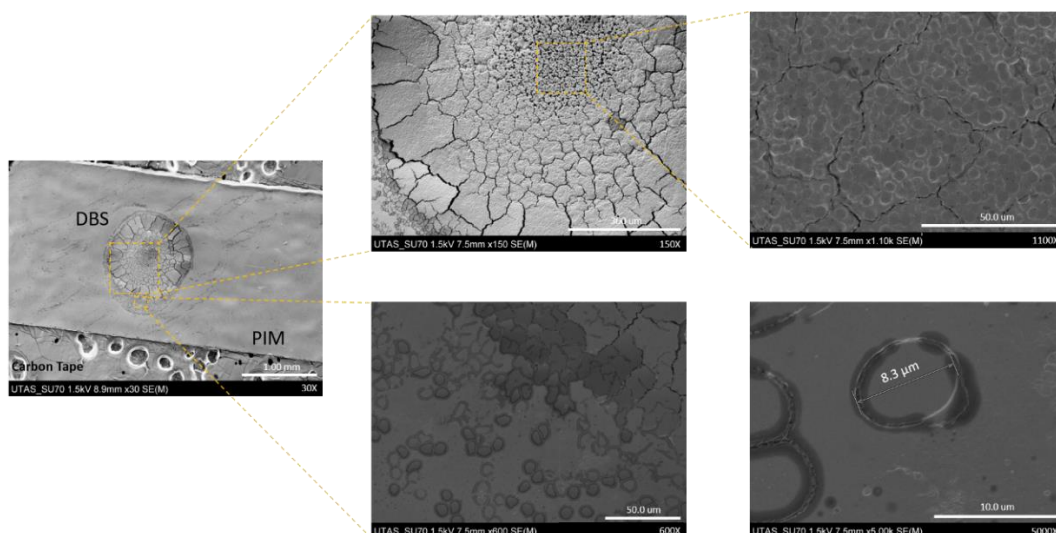 DBS
PIM
Carbon Tape
1.00 mm
UTAS_SU70 1.5kV 8.9mm x30 SE(M)
30X
300 um
UTAS_SU70 1.5kV 7.5mm x150 SE(M)
150X
50.0 um
UTAS_SU70 1.5kV 7.5mm x1.10k SE(M)
1100X
50.0 um
UTAS_SU70 1.5kV 7.5mm x600 SE(M)
600X
8.3 µm
10.0 um
UTAS_SU70 1.5kV 7.5mm x5.00k SE(M)
5000X